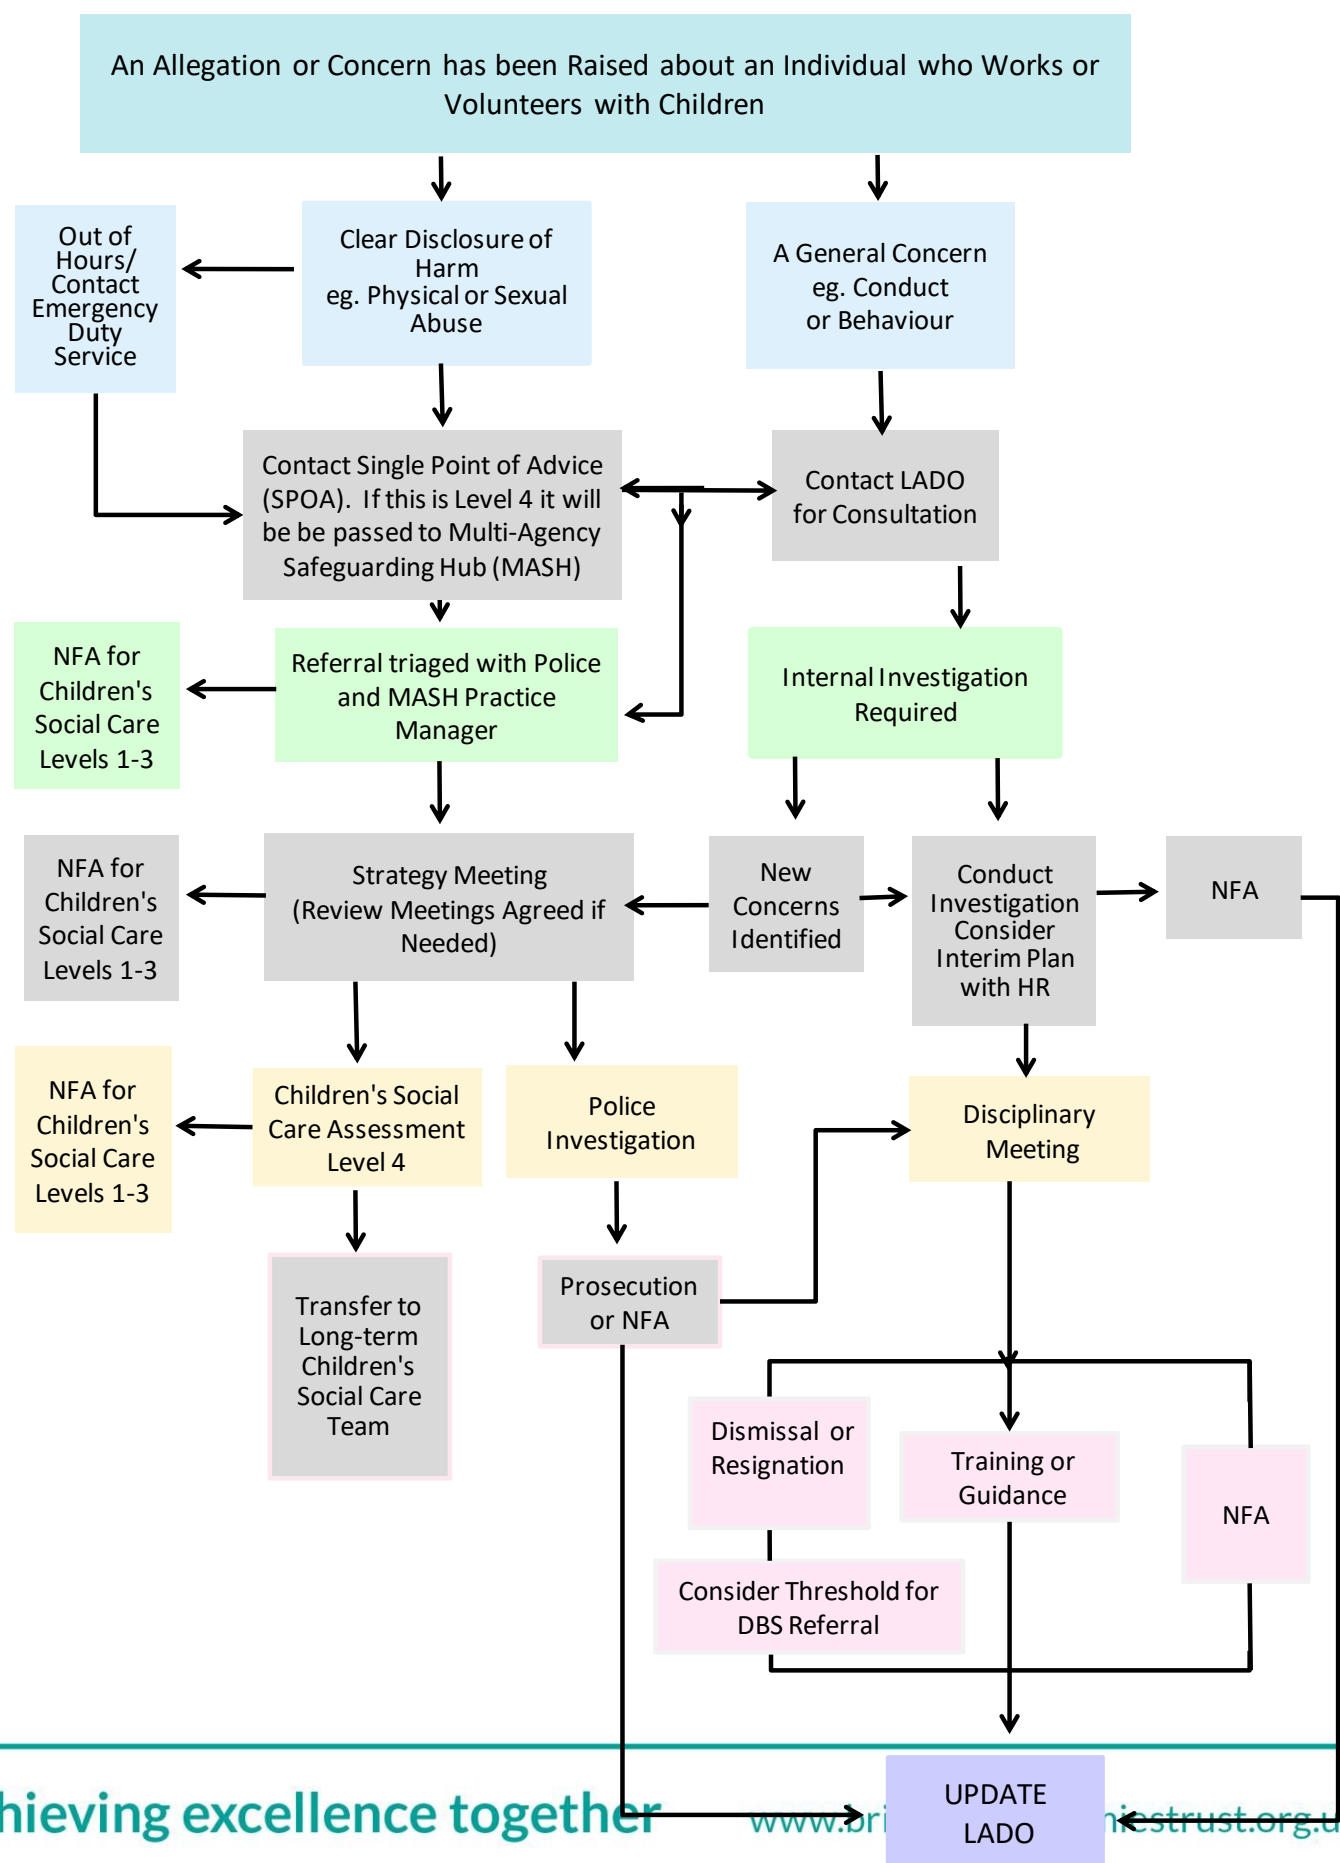 An Allegation or Concern has been Raised about an Individual who Works or
Volunteers with Children
Out of
Hours/
Contact
Emergency
Duty
Service
Clear Disclosure of
Harm
eg. Physical or Sexual
Abuse
A General Concern
eg. Conduct
or Behaviour
Contact Single Point of Advice
(SPOA). If this is Level 4 it will
be be passed to Multi-Agency
Safeguarding Hub (MASH)
Contact LADO
for Consultation
NFA for
Children's
Social Care
Levels 1-3
Referral triaged with Police
and MASH Practice
Manager
Internal Investigation
Required
NFA for
Children's
Social Care
Levels 1-3
Strategy Meeting
(Review Meetings Agreed if
Needed)
New
Concerns
Identified
Conduct
Investigation
Consider
Interim Plan
with HR
NFA
NFA for
Children's
Social Care
Levels 1-3
Children's Social
Care Assessment
Level 4
Police
Investigation
Disciplinary
Meeting
Transfer to
Long-term
Children's
Social Care
Team
Prosecution
or NFA
Dismissal or
Resignation
Training or
Guidance
NFA
Consider Threshold for
DBS Referral
UPDATE
LADO
hieving excellence together